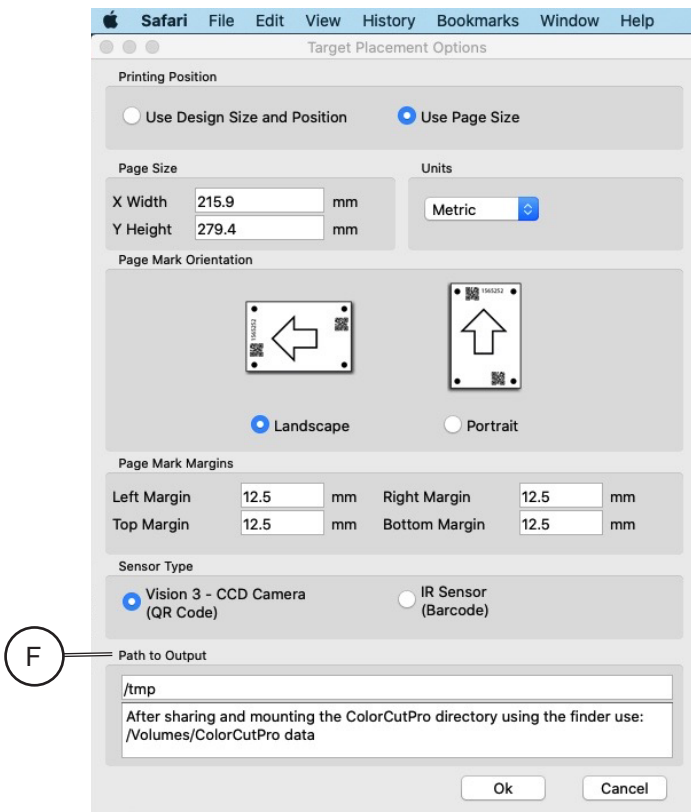 Safari File Edit View History Bookmarks Window Help
Target Placement Options
Printing Position
Use Design Size and Position Use Page Size
Page Size Units
X Width 215.9 mm Metric
Y Height 279.4 mm
Page Mark Orientation
1565252 1565252
Landscape Portrait
Page Mark Margins
Left Margin 12.5 mm Right Margin 12.5 mm
Top Margin 12.5 mm Bottom Margin 12.5 mm
Sensor Type
Vision 3 - CCD Camera IR Sensor
(QR Code) (Barcode)
F Path to Output
/tmp
After sharing and mounting the ColorCutPro directory using the finder use:
/Volumes/ColorCutPro data
Ok Cancel